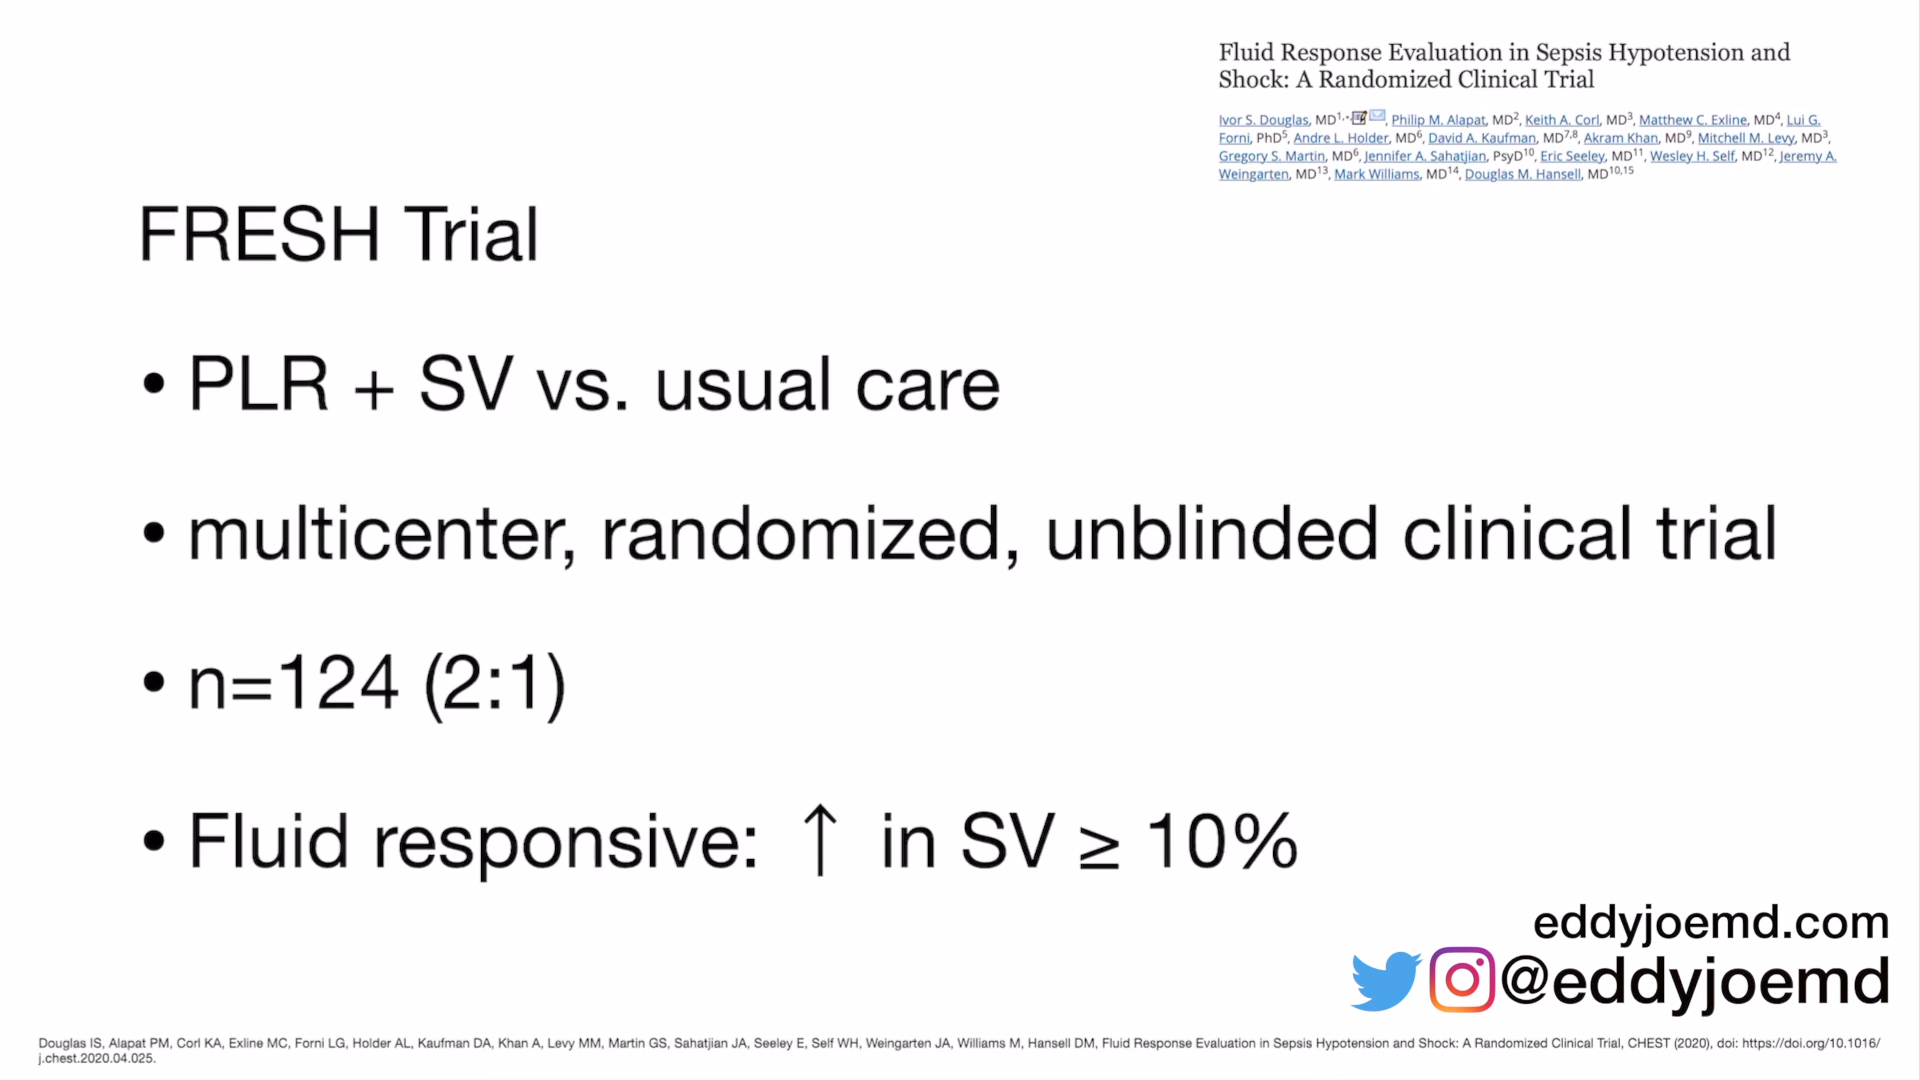 Fluid Response Evaluation in Sepsis Hypotension and
Shock: A Randomized Clinical Trial
Ivor S. Douglas, MD1,∙, Philip M. Alapat, MD2, Keith A. Corl, MD3, Matthew C. Exline, MD4, Lui G.
Forni, PhD5, Andre L. Holder, MD6, David A. Kaufman, MD7,8, Akram Khan, MD9, Mitchell M. Levy, MD3,
Gregory S. Martin, MD6, Jennifer A. Sahatjian, PsyD10, Eric Seeley, MD11, Wesley H. Self, MD12, Jeremy A.
Weingarten, MD13, Mark Williams, MD14, Douglas M. Hansell, MD10,15
FRESH Trial
• PLR + SV vs. usual care
• multicenter, randomized, unblinded clinical trial
• n=124 (2:1)
• Fluid responsive: ↑ in SV ≥ 10%
eddyjoemd.com
@eddyjoemd
Douglas IS, Alapat PM, Corl KA, Exline MC, Forni LG, Holder AL, Kaufman DA, Khan A, Levy MM, Martin GS, Sahatjian JA, Seeley E, Self WH, Weingarten JA, Williams M, Hansell DM, Fluid Response Evaluation in Sepsis Hypotension and Shock: A Randomized Clinical Trial, CHEST (2020), doi: https://doi.org/10.1016/
j.chest.2020.04.025.